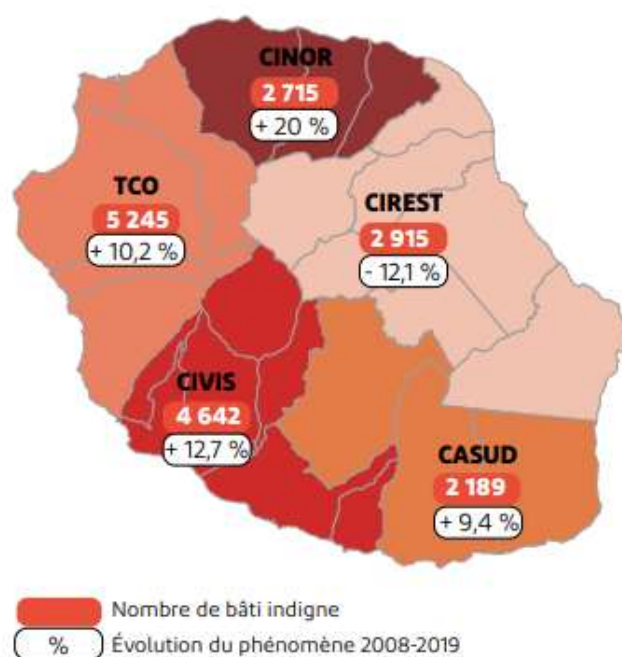 CINOR
2 715
+ 20 %
TCO
5 245
+ 10,2 %
CIREST
2 915
- 12,1 %
CIVIS
4 642
+ 12,7 %
CASUD
2 189
+ 9,4 %
Nombre de bâti indigne
% Évolution du phénomène 2008-2019